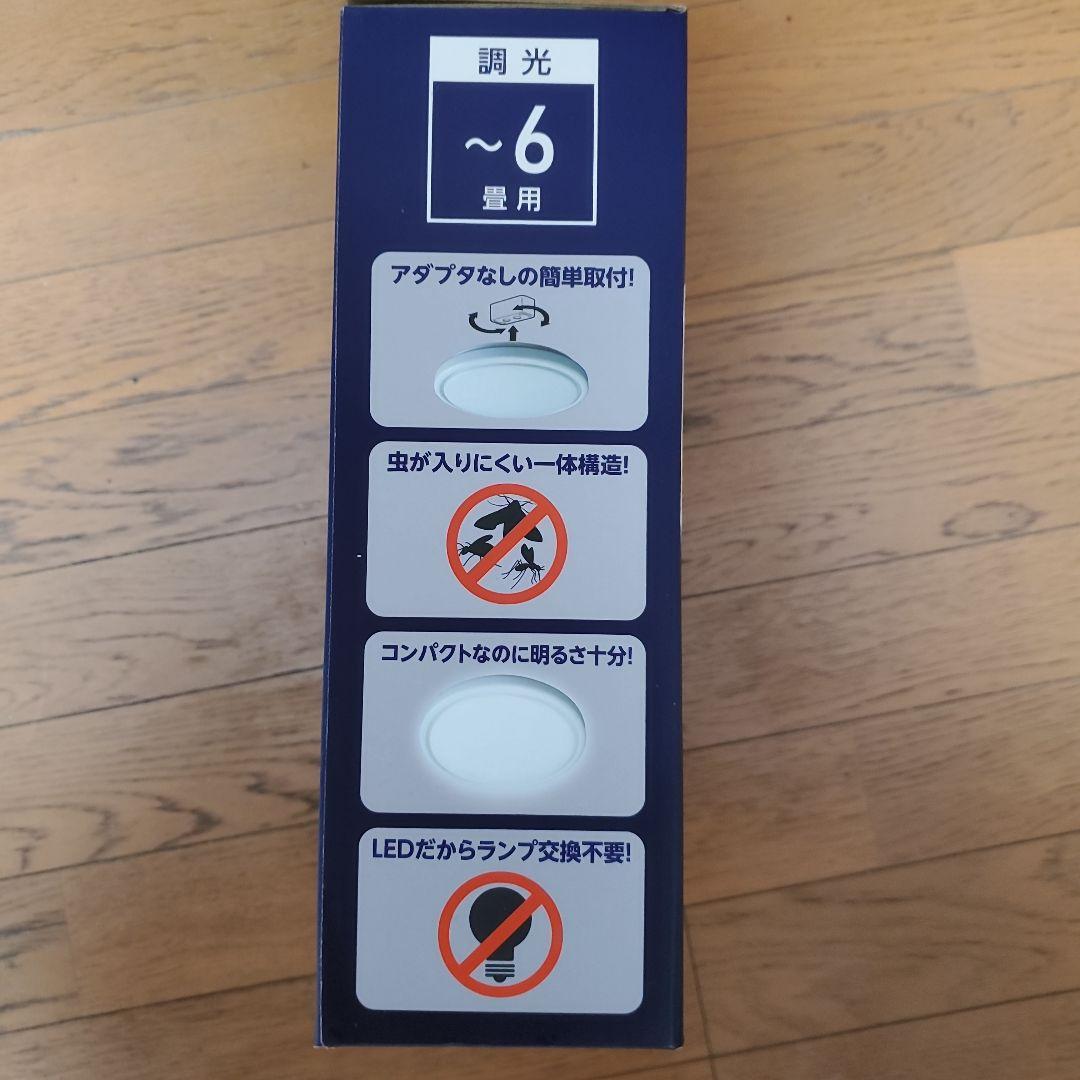 調光
～6
畳用
アダプタなしの簡単取付!
虫が入りにくい一体構造!
コンパクトなのに明るさ十分!
LEDだからランプ交換不要!